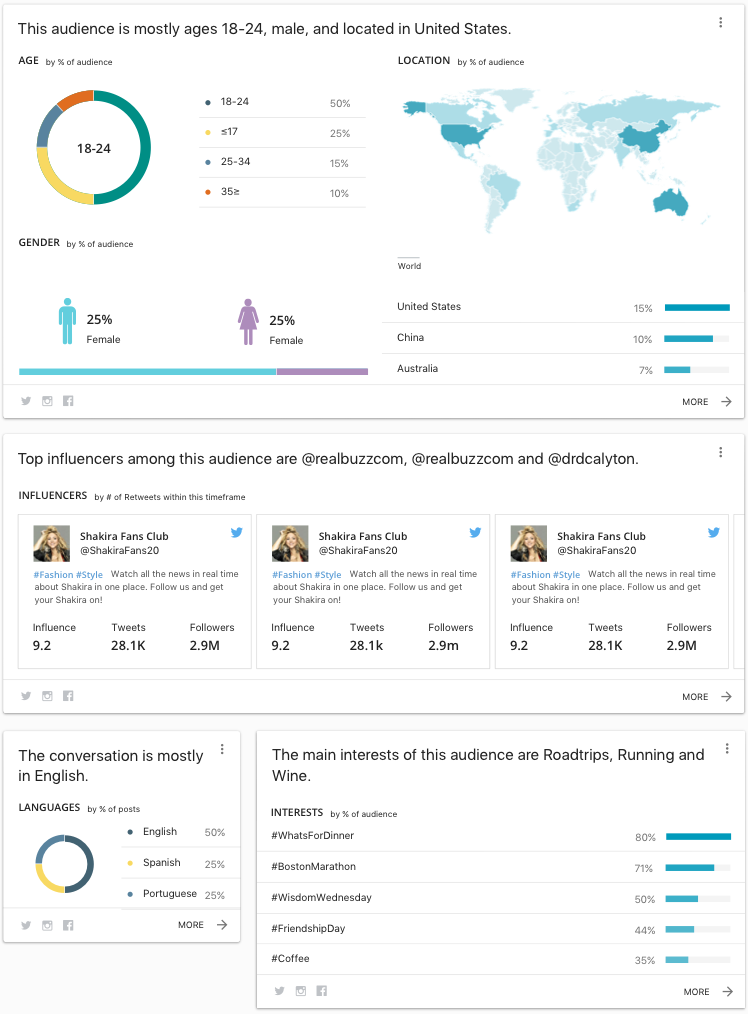 This audience is mostly ages 18-24, male, and located in United States.
AGE by % of audience
18-24
18-24 50%
≤17 25%
25-34 15%
35≥ 10%
GENDER by % of audience
25%
Female
25%
Female
LOCATION by % of audience
World
United States 15%
China 10%
Australia 7%
MORE
Top influencers among this audience are @realbuzzcom, @realbuzzcom and @drdcalyton.
INFLUENCERS by # of Retweets within this timeframe
Shakira Fans Club
@ShakiraFans20
#Fashion #Style Watch all the news in real time
about Shakira in one place. Follow us and get
your Shakira on!
Influence Tweets Followers
9.2 28.1K 2.9M
Shakira Fans Club
@ShakiraFans20
#Fashion #Style Watch all the news in real time
about Shakira in one place. Follow us and get
your Shakira on!
Influence Tweets Followers
9.2 28.1k 2.9m
Shakira Fans Club
@ShakiraFans20
#Fashion #Style Watch all the news in real time
about Shakira in one place. Follow us and get
your Shakira on!
Influence Tweets Followers
9.2 28.1K 2.9M
MORE
The conversation is mostly
in English.
LANGUAGES by % of posts
English 50%
Spanish 25%
Portuguese 25%
MORE
The main interests of this audience are Roadtrips, Running and
Wine.
INTERESTS by % of audience
#WhatsForDinner 80%
#BostonMarathon 71%
#WisdomWednesday 50%
#FriendshipDay 44%
#Coffee 35%
MORE